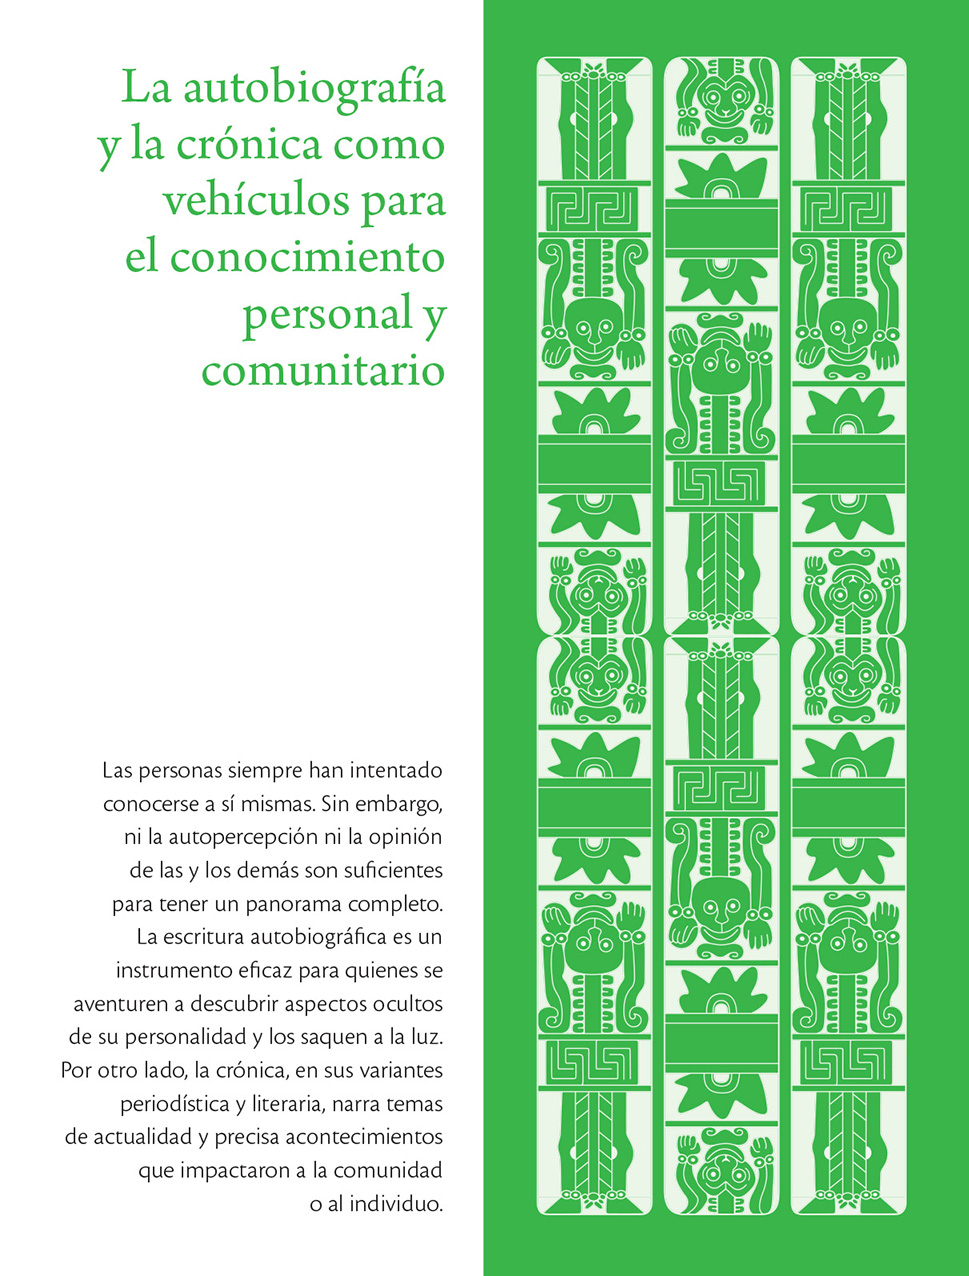 La autobiografía
y la crónica como
vehículos para
el conocimiento
personal y
comunitario
Las personas siempre han intentado
conocerse a sí mismas. Sin embargo,
ni la autopercepción ni la opinión
de las y los demás son suficientes
para tener un panorama completo.
La escritura autobiográfica es un
instrumento eficaz para quienes se
aventuren a descubrir aspectos ocultos
de su personalidad y los saquen a la luz.
Por otro lado, la crónica, en sus variantes
periodística y literaria, narra temas
de actualidad y precisa acontecimientos
que impactaron a la comunidad
o al individuo.